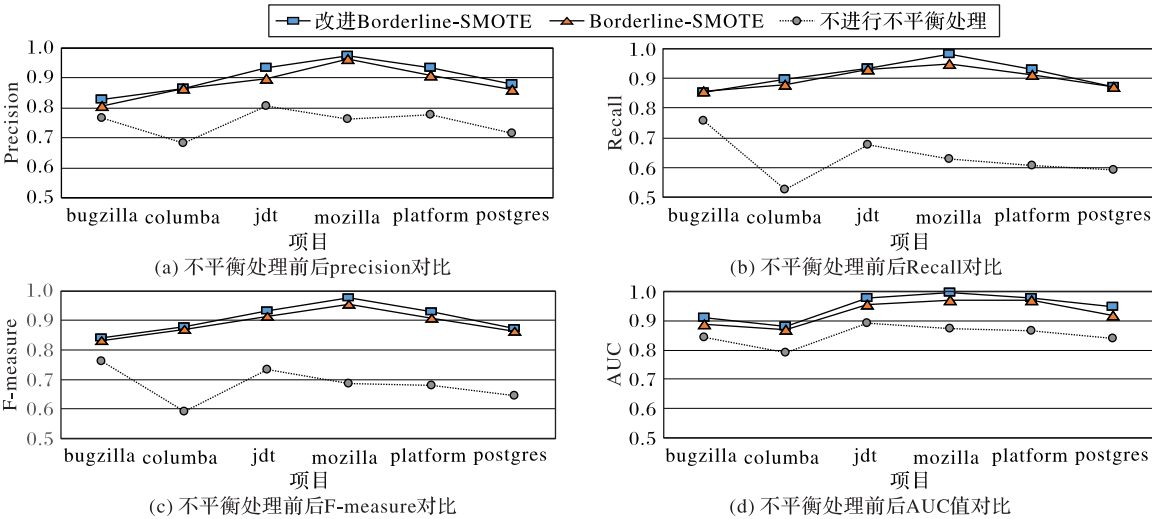 改进Borderline-SMOTE Borderline-SMOTE 不进行不平衡处理
Precision
1.0
0.9
0.8
0.7
0.6
0.5
bugzilla columba jdt mozilla platform postgres
项目
(a) 不平衡处理前后precision对比
Recall
1.0
0.9
0.8
0.7
0.6
0.5
bugzilla columba jdt mozilla platform postgres
项目
(b) 不平衡处理前后Recall对比
F-measure
1.0
0.9
0.8
0.7
0.6
0.5
bugzilla columba jdt mozilla platform postgres
项目
(c) 不平衡处理前后F-measure对比
AUC
1.0
0.9
0.8
0.7
0.6
0.5
bugzilla columba jdt mozilla platform postgres
项目
(d) 不平衡处理前后AUC值对比